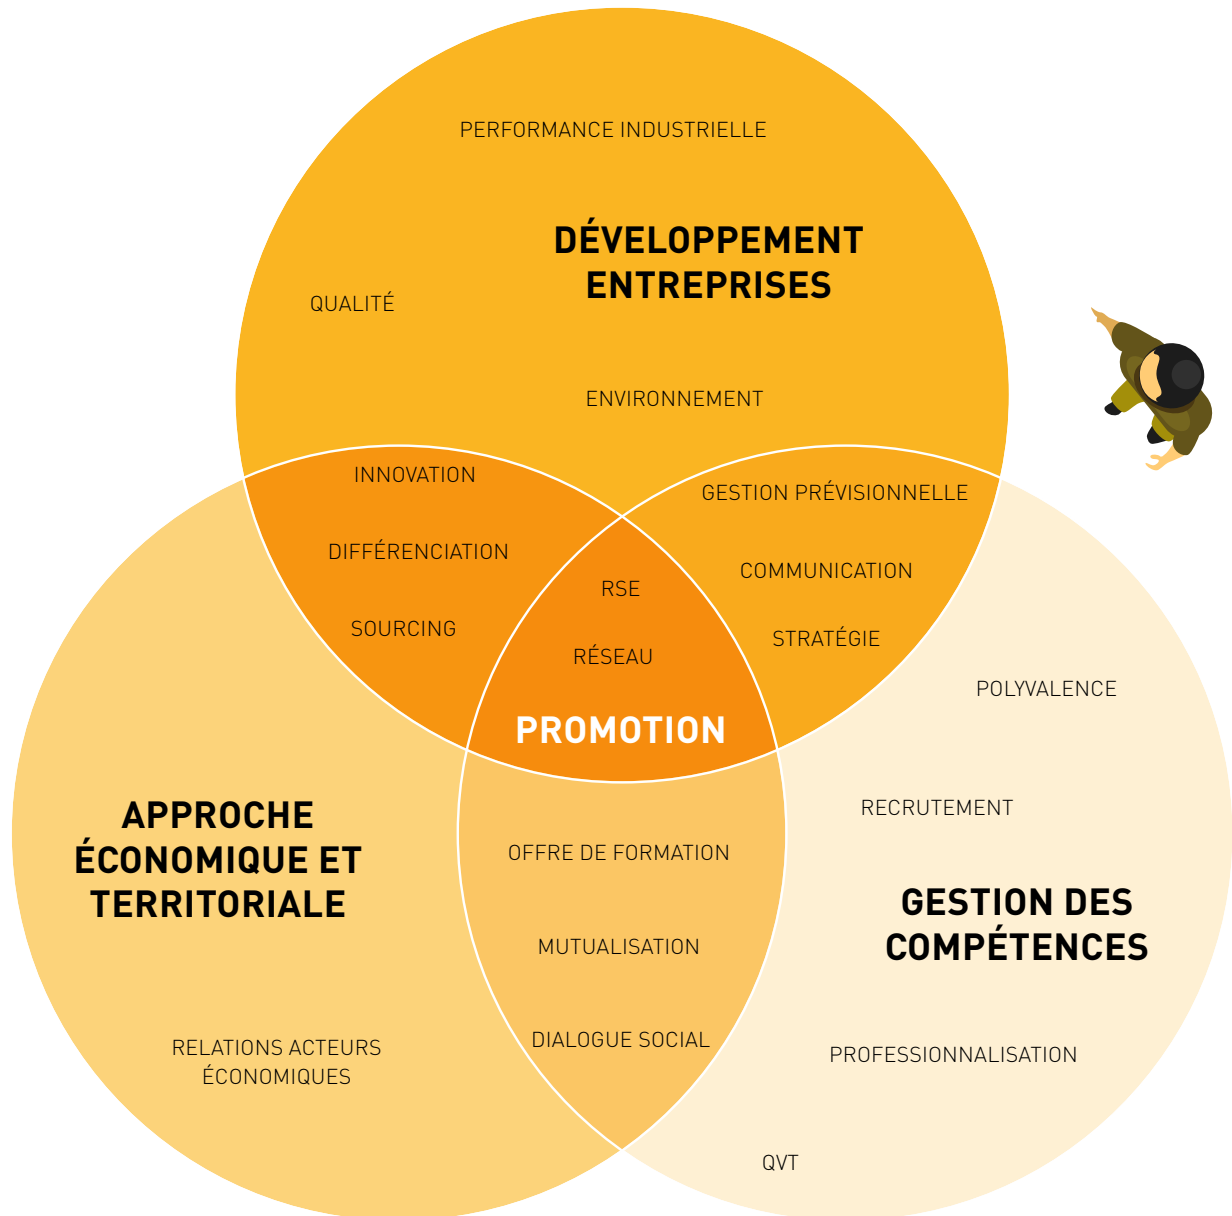 PERFORMANCE INDUSTRIELLE
DÉVELOPPEMENT
ENTREPRISES
QUALITÉ
ENVIRONNEMENT
INNOVATION
GESTION PRÉVISIONNELLE
DIFFÉRENCIATION
COMMUNICATION
RSE
SOURCING
STRATÉGIE
RÉSEAU
POLYVALENCE
PROMOTION
APPROCHE
ÉCONOMIQUE ET
TERRITORIALE
RECRUTEMENT
OFFRE DE FORMATION
GESTION DES
COMPÉTENCES
MUTUALISATION
DIALOGUE SOCIAL
RELATIONS ACTEURS
ÉCONOMIQUES
PROFESSIONNALISATION
QVT